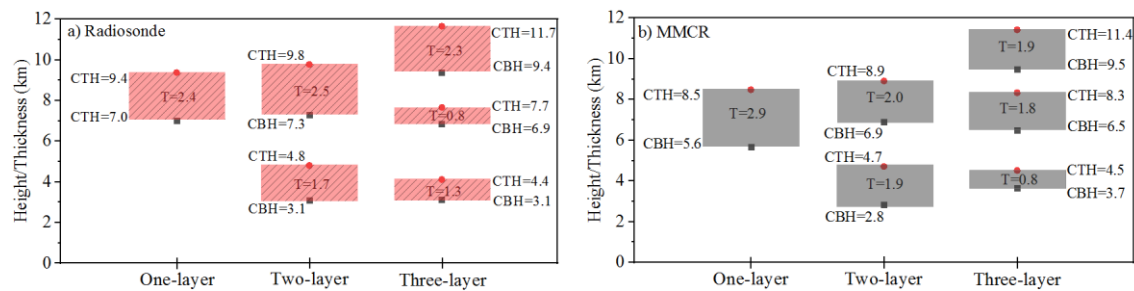 a) Radiosonde
Height/Thickness (km)
12
10
8
6
4
2
0
CTH=9.4
T=2.4
CTH=7.0
CTH=9.8
T=2.5
CBH=7.3
CTH=4.8
T=1.7
CBH=3.1
CTH=11.7
T=2.3
CBH=9.4
CTH=7.7
T=0.8
CBH=6.9
CTH=4.4
T=1.3
CBH=3.1
One-layer
Two-layer
Three-layer
b) MMCR
Height/Thickness (km)
12
10
8
6
4
2
0
CTH=8.5
T=2.9
CBH=5.6
CTH=8.9
T=2.0
CBH=6.9
CTH=4.7
T=1.9
CBH=2.8
CTH=11.4
T=1.9
CBH=9.5
CTH=8.3
T=1.8
CBH=6.5
CTH=4.5
T=0.8
CBH=3.7
One-layer
Two-layer
Three-layer